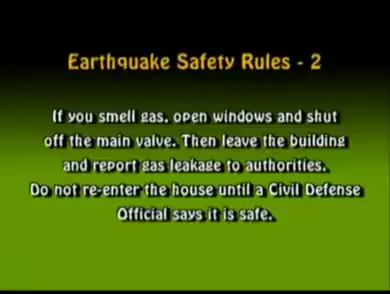 Earthquake Safety Rules - 2
If you smell gas, open windows and shut
off the main valve. Then leave the building
and report gas leakage to authorities.
Do not re-enter the house until a Civil Defense
Official says it is safe.